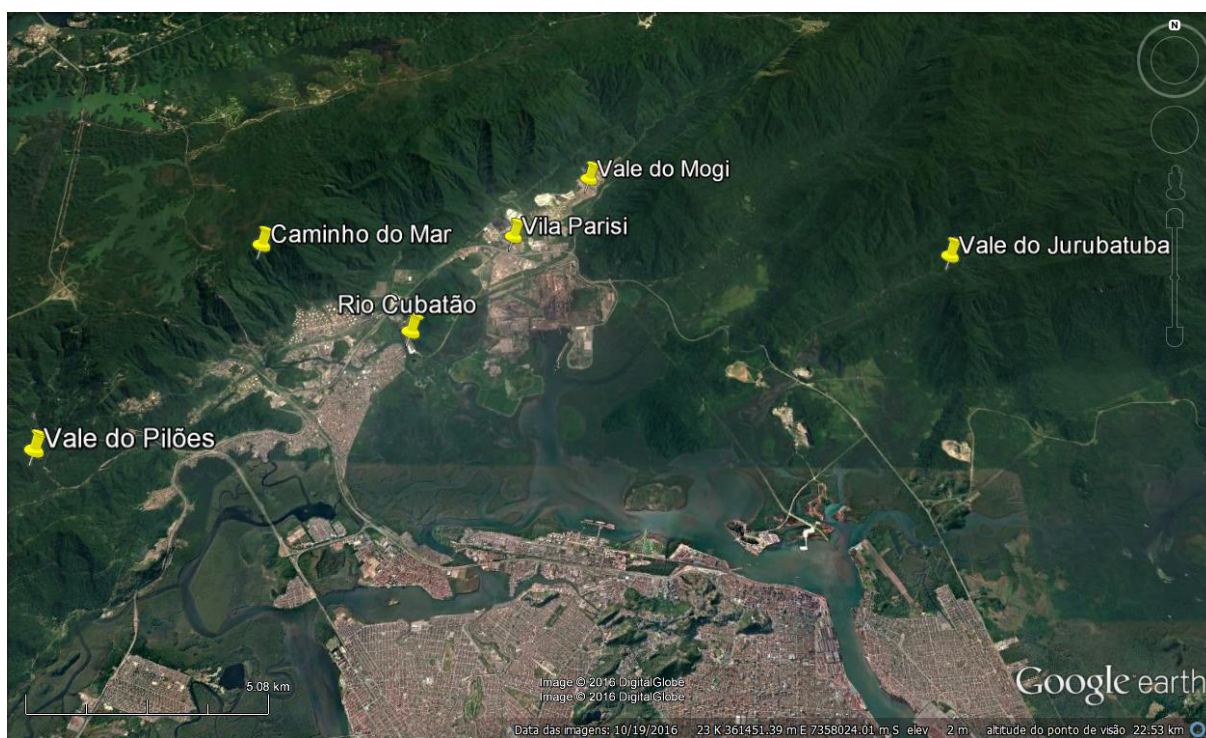 N
Vale do Mogi
Vila Parisi
Caminho do Mar
Vale do Jurubatuba
Rio Cubatão
Vale do Pilões
5.08 km
Image © 2016 DigitalGlobe
Image © 2016 DigitalGlobe
Google earth
Data das imagens: 10/19/2016 23 K 361451.39 m E 7358024.01 m S elev 2 m altitude do ponto de visão 22.53 km